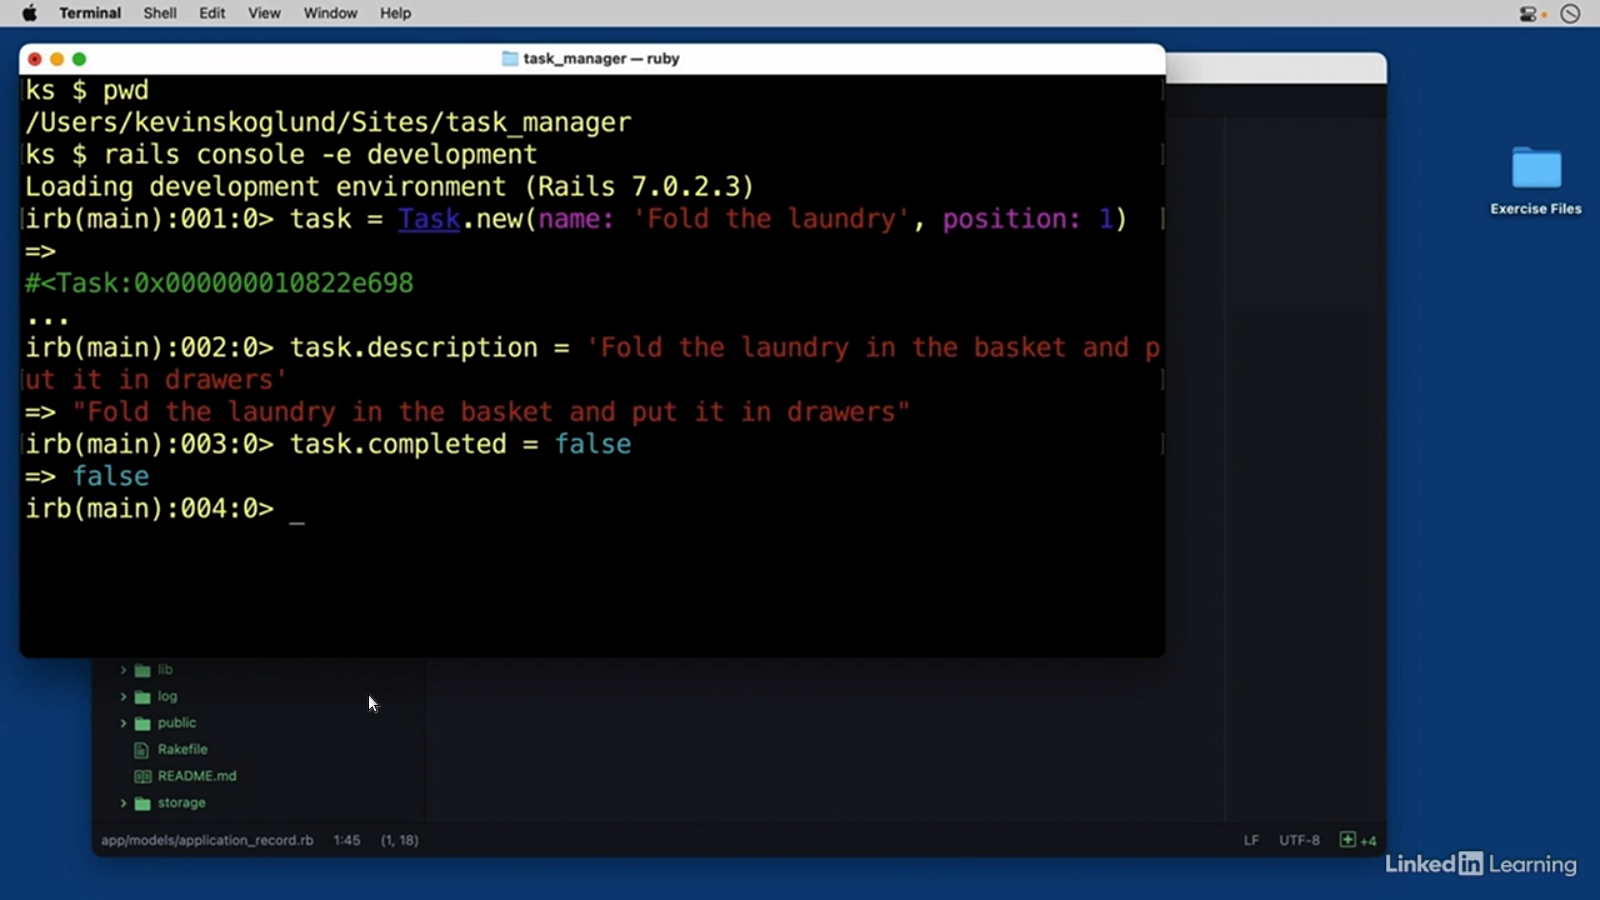 Terminal Shell Edit View Window Help
task_manager — ruby
ks $ pwd
/Users/kevinskoglund/Sites/task_manager
ks $ rails console -e development
Loading development environment (Rails 7.0.2.3)
irb(main):001:0> task = Task.new(name: 'Fold the laundry', position: 1)
=>
#<Task:0x000000010822e698
...
irb(main):002:0> task.description = 'Fold the laundry in the basket and p
ut it in drawers'
=> "Fold the laundry in the basket and put it in drawers"
irb(main):003:0> task.completed = false
=> false
irb(main):004:0> _
Exercise Files
lib
log
public
Rakefile
README.md
storage
app/models/application_record.rb 1:45 (1, 18) LF UTF-8 +4
LinkedIn Learning